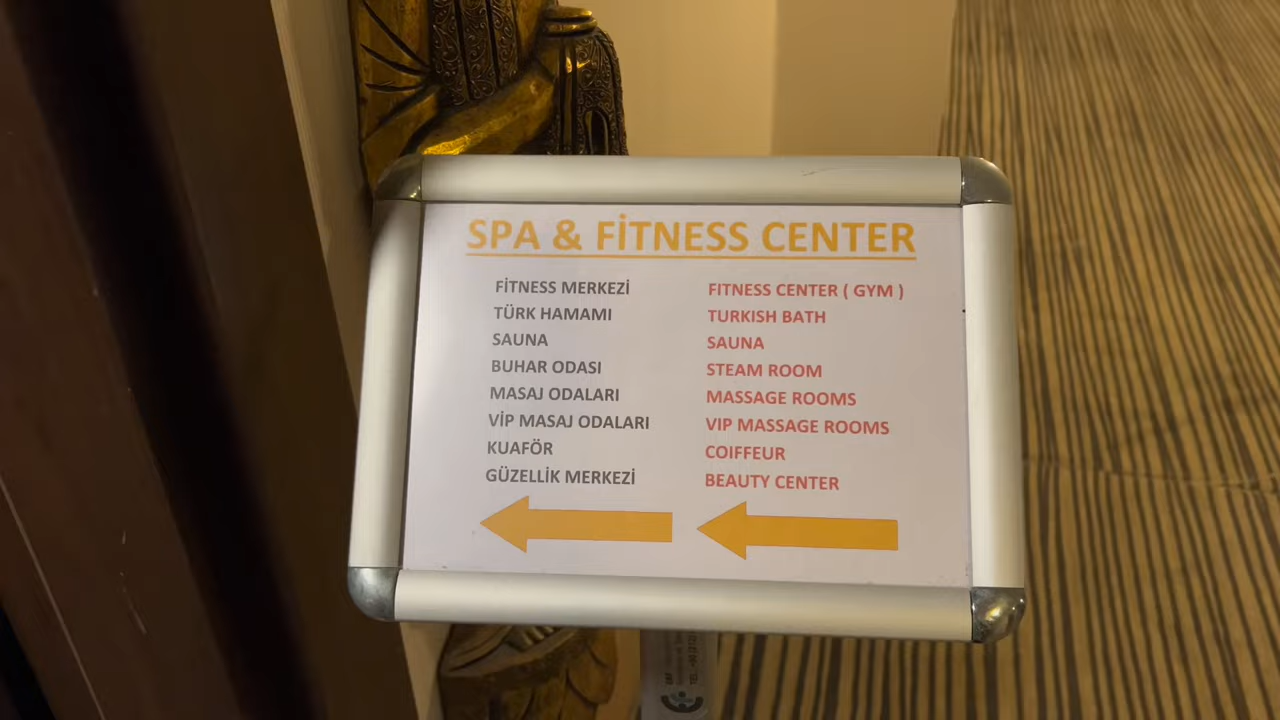 SPA & FİTNESS CENTER
FİTNESS MERKEZİ
TÜRK HAMAMI
SAUNA
BUHAR ODASI
MASAJ ODALARI
VİP MASAJ ODALARI
KUAFÖR
GÜZELLİK MERKEZİ
FITNESS CENTER ( GYM )
TURKISH BATH
SAUNA
STEAM ROOM
MASSAGE ROOMS
VIP MASSAGE ROOMS
COIFFEUR
BEAUTY CENTER